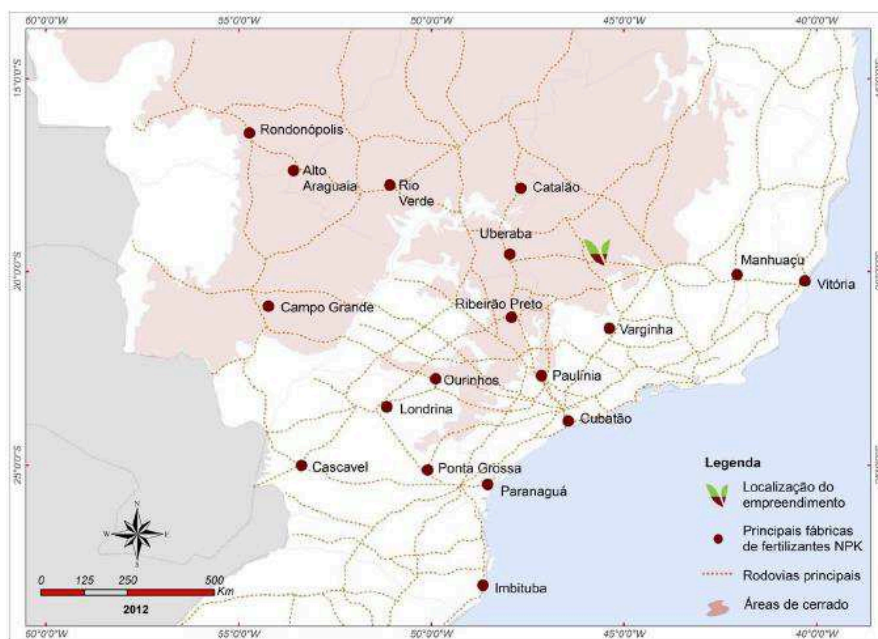 60°0'0"W
55°0'0"W
50°0'0"W
45°0'0"W
40°0'0"W
15°0'0"S
Rondonópolis
Alto
Araguaia
Rio
Verde
Catalão
Uberaba
20°0'0"S
Manhuaçu
Vitória
Campo Grande
Ribeirão Preto
Varginha
Ourinhos
Paulínia
Londrina
Cubatão
25°0'0"S
Cascavel
Ponta Grossa
Paranaguá
Imbituba
Legenda
Localização do
empreendimento
Principais fábricas
de fertilizantes NPK
Rodovias principais
Áreas de cerrado
N
W
E
S
0 125 250 500
Km
2012
60°0'0"W
50°0'0"W
45°0'0"W
40°0'0"W